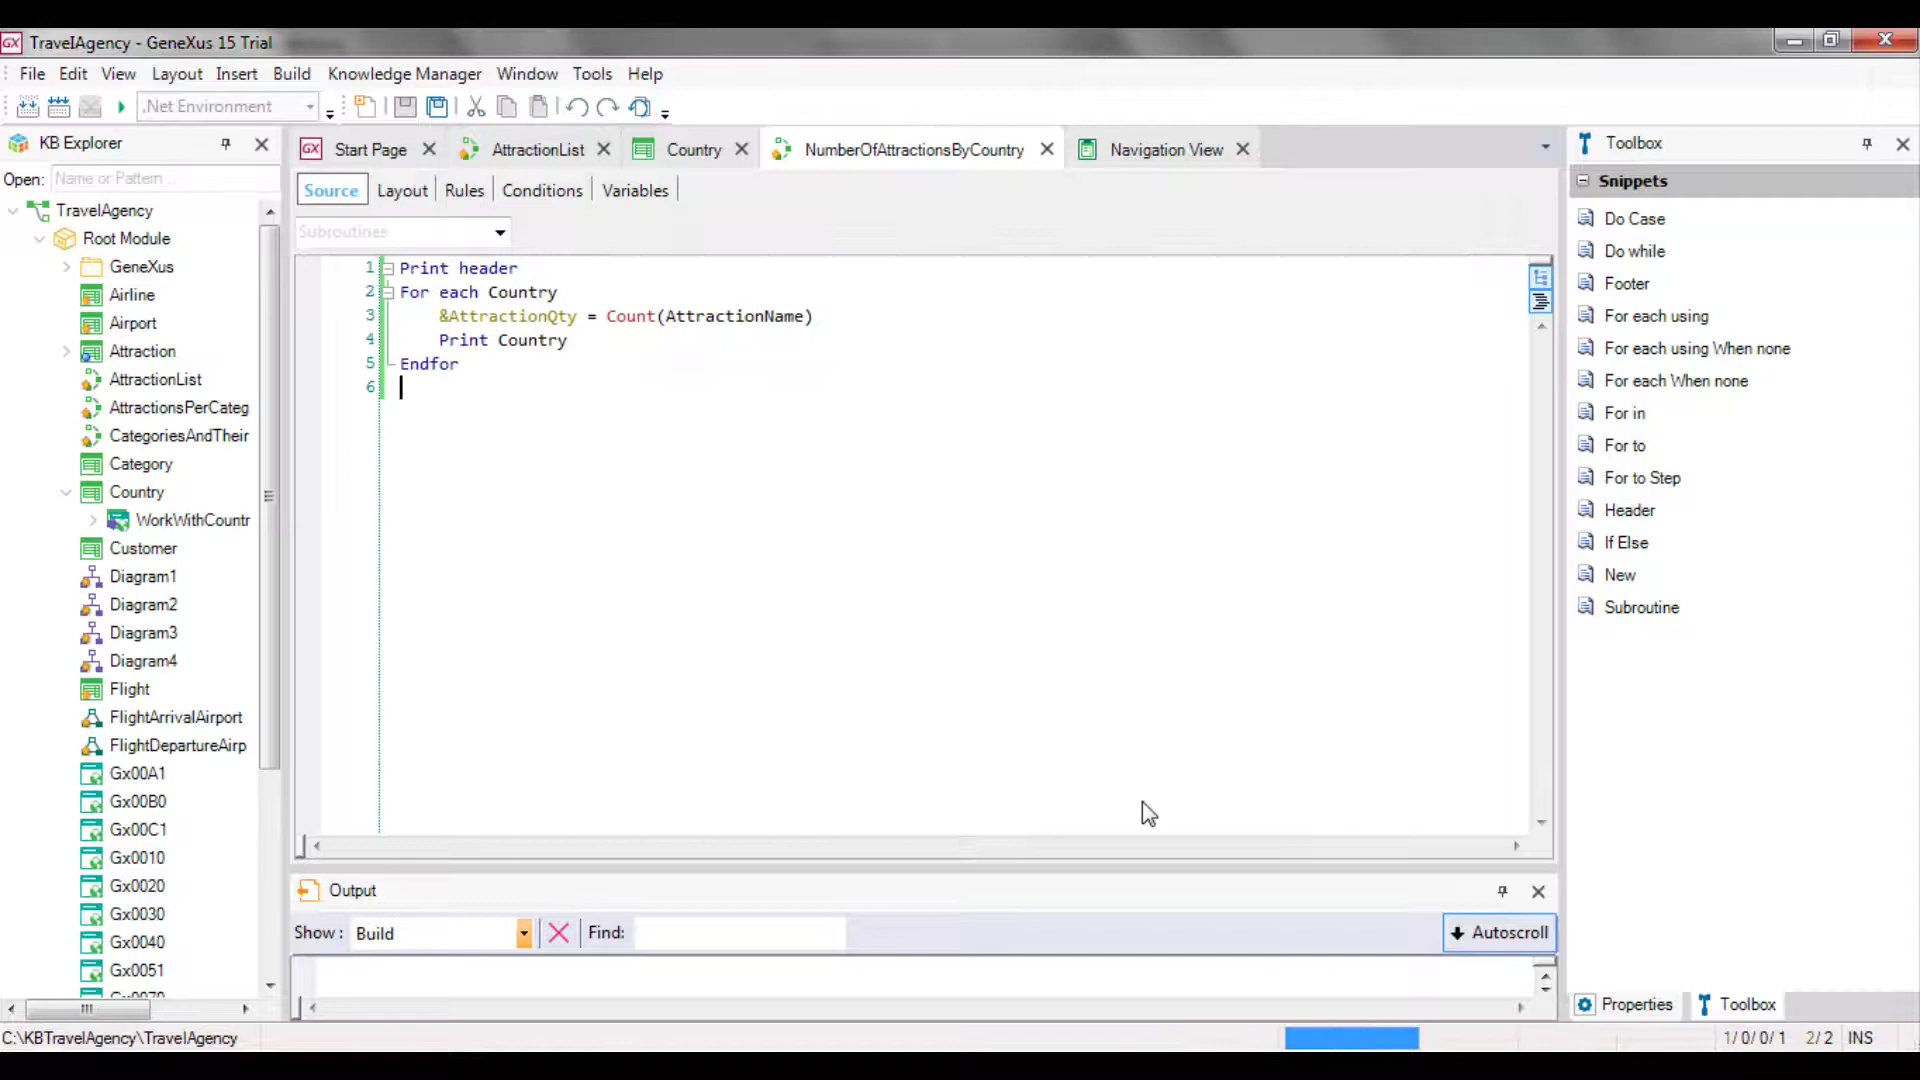 TravelAgency - GeneXus 15 Trial
File Edit View Layout Insert Build Knowledge Manager Window Tools Help
.Net Environment
KB Explorer
Open: Name or Pattern ...
TravelAgency
Root Module
GeneXus
Airline
Airport
Attraction
AttractionList
AttractionsPerCateg
CategoriesAndTheir
Category
Country
WorkWithCountr
Customer
Diagram1
Diagram2
Diagram3
Diagram4
Flight
FlightArrivalAirport
FlightDepartureAirp
Gx00A1
Gx00B0
Gx00C1
Gx0010
Gx0020
Gx0030
Gx0040
Gx0051
Gx0070
Start Page AttractionList Country NumberOfAttractionsByCountry Navigation View
Source Layout Rules Conditions Variables
Subroutines
1 Print header
2 For each Country
3 &AttractionQty = Count(AttractionName)
4 Print Country
5 Endfor
6
Output
Show: Build Find: Autoscroll
Toolbox
Snippets
Do Case
Do while
Footer
For each using
For each using When none
For each When none
For in
For to
For to Step
Header
If Else
New
Subroutine
Properties Toolbox
C:\KBTravelAgency\TravelAgency
1/0/0/1 2/2 INS